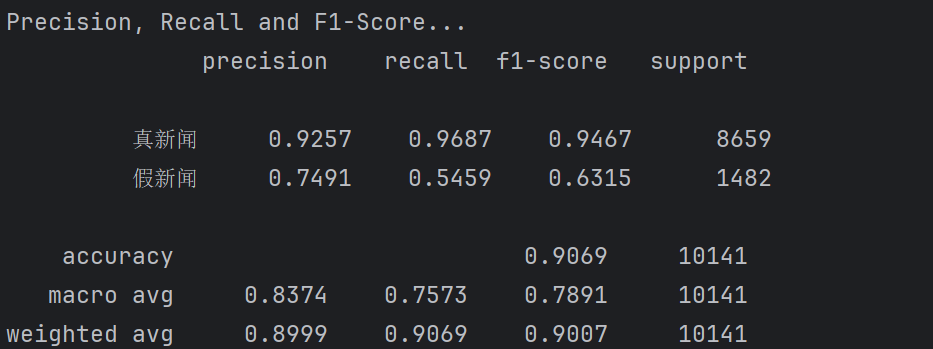 Precision, Recall and F1-Score...
precision recall f1-score support
真新闻 0.9257 0.9687 0.9467 8659
假新闻 0.7491 0.5459 0.6315 1482
accuracy 0.9069 10141
macro avg 0.8374 0.7573 0.7891 10141
weighted avg 0.8999 0.9069 0.9007 10141